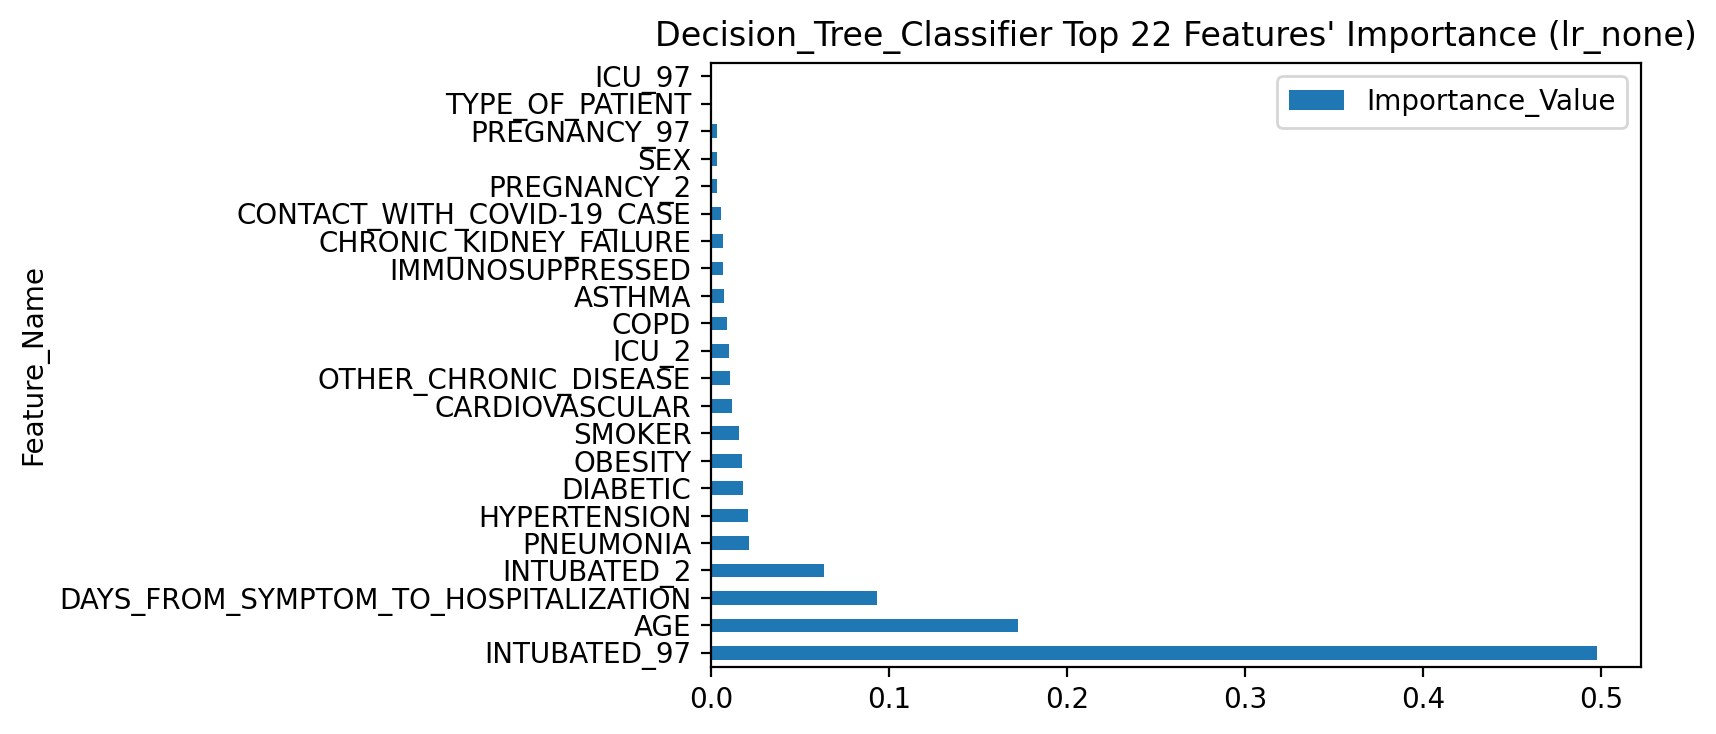 Decision_Tree_Classifier Top 22 Features' Importance (lr_none)
Importance_Value
Feature_Name
ICU_97
TYPE_OF_PATIENT
PREGNANCY_97
SEX
PREGNANCY_2
CONTACT_WITH_COVID-19_CASE
CHRONIC_KIDNEY_FAILURE
IMMUNOSUPPRESSED
ASTHMA
COPD
ICU_2
OTHER_CHRONIC_DISEASE
CARDIOVASCULAR
SMOKER
OBESITY
DIABETIC
HYPERTENSION
PNEUMONIA
INTUBATED_2
DAYS_FROM_SYMPTOM_TO_HOSPITALIZATION
AGE
INTUBATED_97
0.0 0.1 0.2 0.3 0.4 0.5